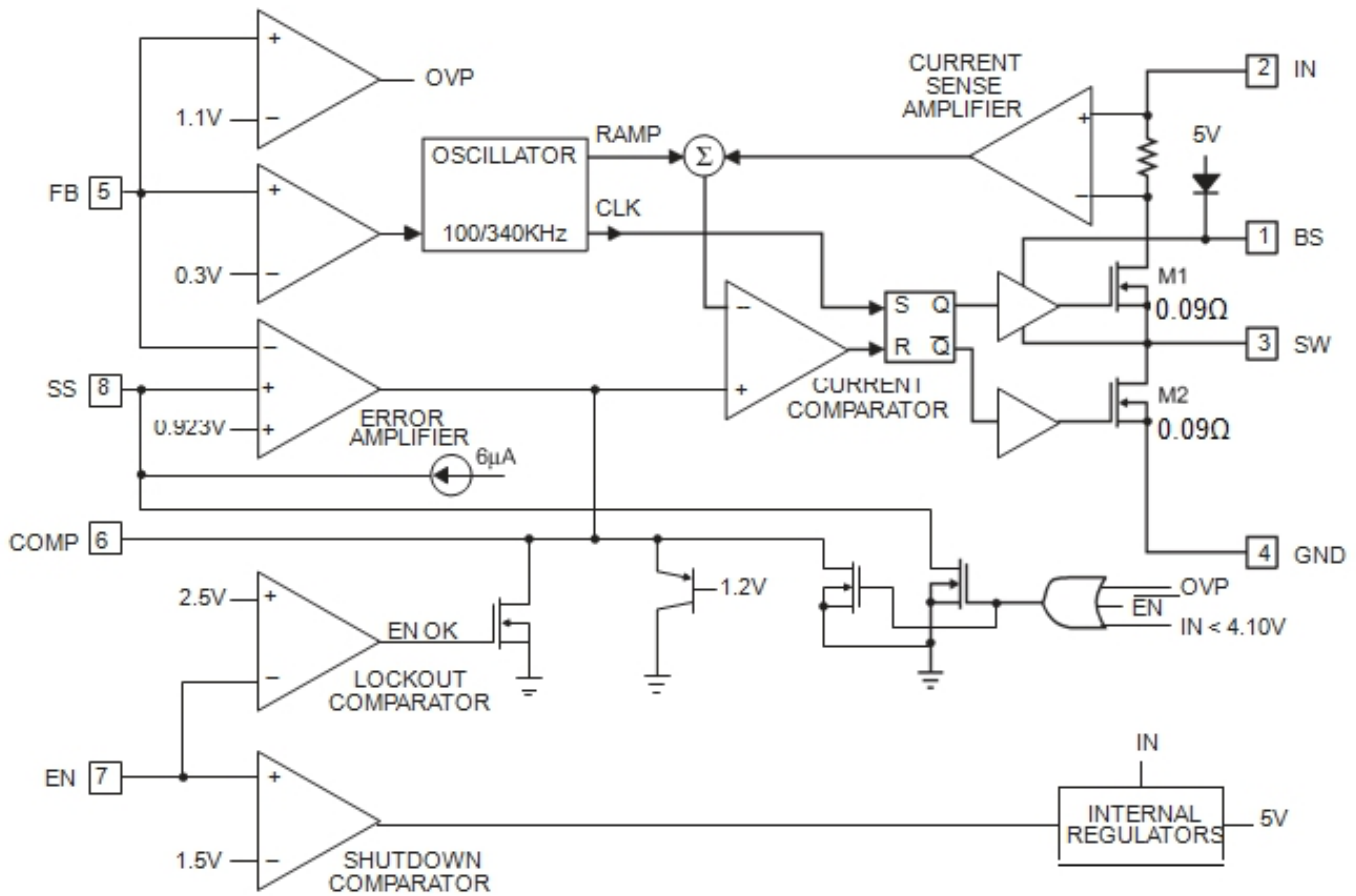 +
OVP
1.1V
−
CURRENT
SENSE
AMPLIFIER
2
IN
+
−
5V
RAMP
OSCILLATOR
Σ
FB
5
+
CLK
100/340KHz
0.3V
−
1
BS
M1
0.09Ω
S
Q
R
Q̅
−
+
3
SW
SS
8
−
+
0.923V
+
ERROR
AMPLIFIER
CURRENT
COMPARATOR
M2
0.09Ω
6μA
COMP
6
4
GND
2.5V
+
EN OK
−
LOCKOUT
COMPARATOR
1.2V
OVP
E̅N̅
IN < 4.10V
EN
7
+
1.5V
−
SHUTDOWN
COMPARATOR
IN
INTERNAL
REGULATORS
5V